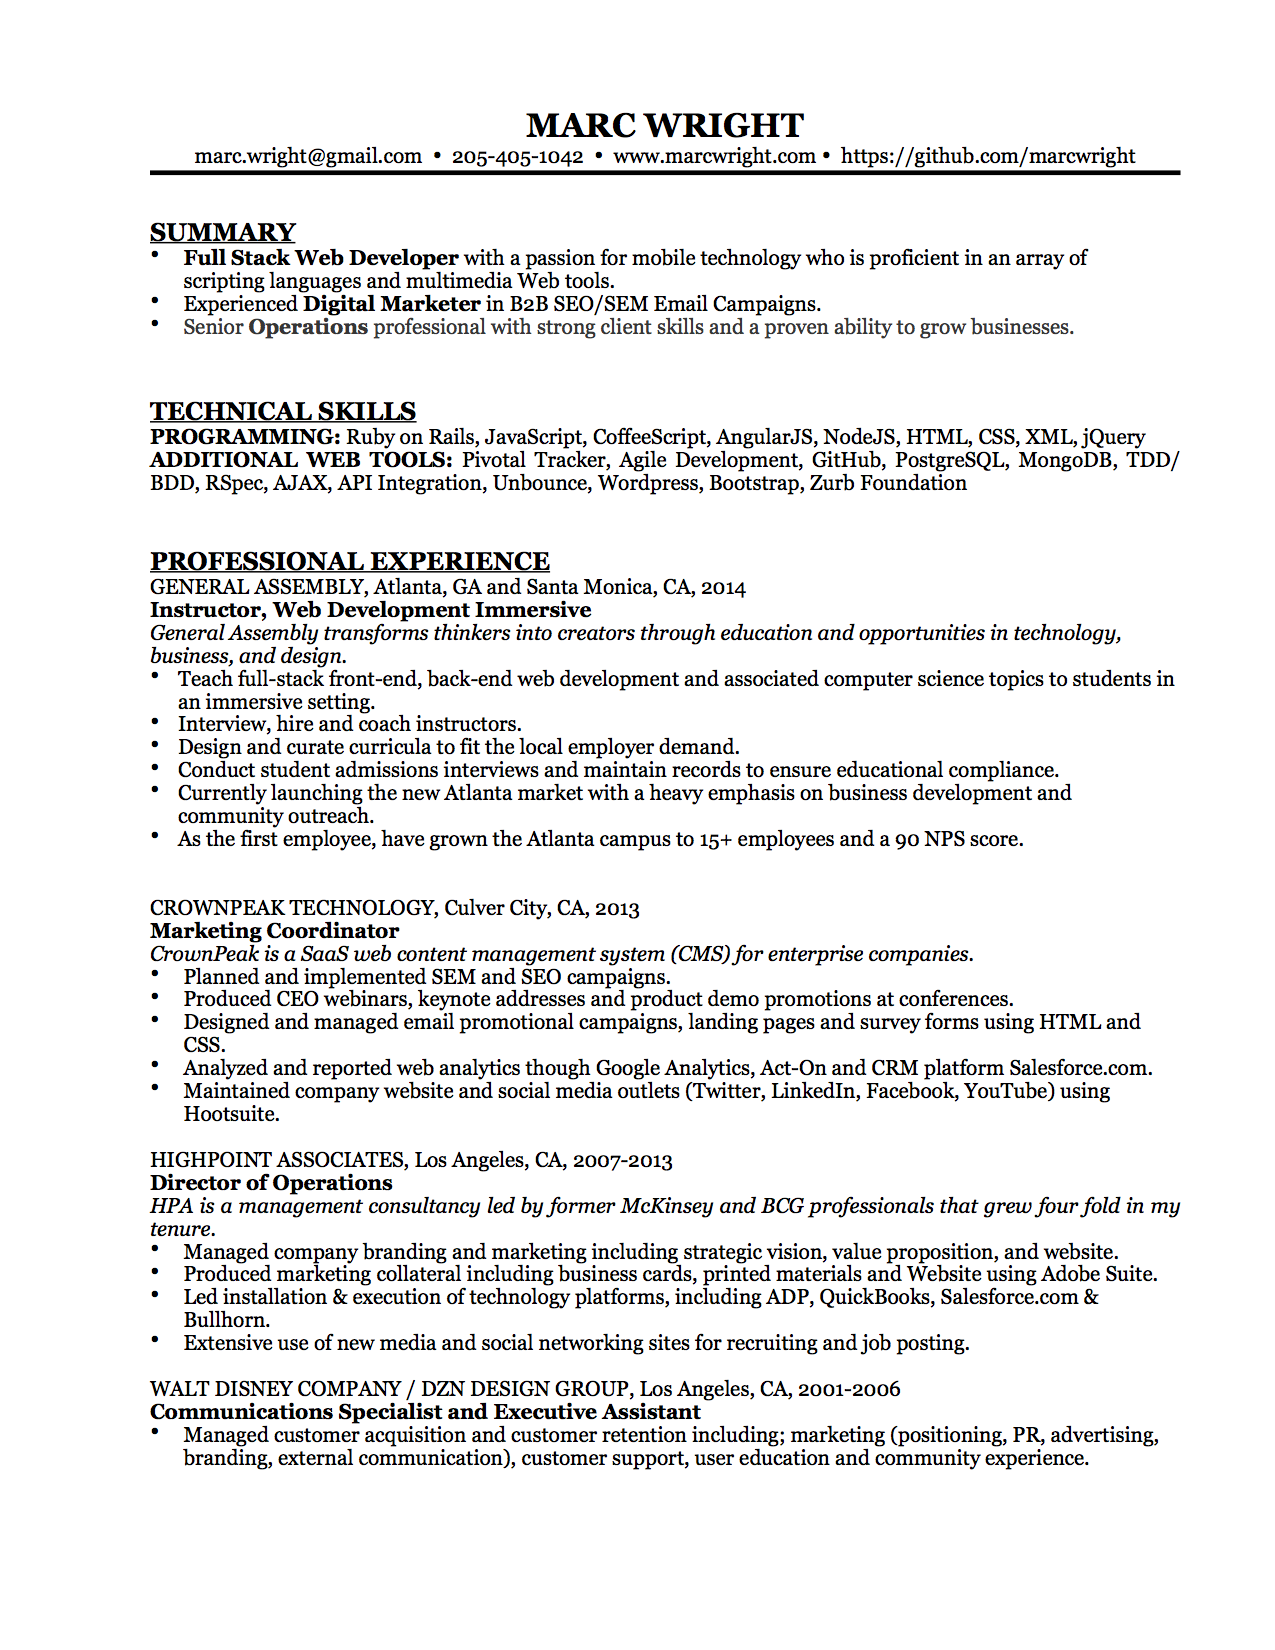 MARC WRIGHT
marc.wright@gmail.com • 205-405-1042 • www.marcwright.com • https://github.com/marcwright
SUMMARY
• Full Stack Web Developer with a passion for mobile technology who is proficient in an array of
scripting languages and multimedia Web tools.
• Experienced Digital Marketer in B2B SEO/SEM Email Campaigns.
• Senior Operations professional with strong client skills and a proven ability to grow businesses.
TECHNICAL SKILLS
PROGRAMMING: Ruby on Rails, JavaScript, CoffeeScript, AngularJS, NodeJS, HTML, CSS, XML, jQuery
ADDITIONAL WEB TOOLS: Pivotal Tracker, Agile Development, GitHub, PostgreSQL, MongoDB, TDD/
BDD, RSpec, AJAX, API Integration, Unbounce, Wordpress, Bootstrap, Zurb Foundation
PROFESSIONAL EXPERIENCE
GENERAL ASSEMBLY, Atlanta, GA and Santa Monica, CA, 2014
Instructor, Web Development Immersive
General Assembly transforms thinkers into creators through education and opportunities in technology,
business, and design.
• Teach full-stack front-end, back-end web development and associated computer science topics to students in
an immersive setting.
• Interview, hire and coach instructors.
• Design and curate curricula to fit the local employer demand.
• Conduct student admissions interviews and maintain records to ensure educational compliance.
• Currently launching the new Atlanta market with a heavy emphasis on business development and
community outreach.
• As the first employee, have grown the Atlanta campus to 15+ employees and a 90 NPS score.
CROWNPEAK TECHNOLOGY, Culver City, CA, 2013
Marketing Coordinator
CrownPeak is a SaaS web content management system (CMS) for enterprise companies.
• Planned and implemented SEM and SEO campaigns.
• Produced CEO webinars, keynote addresses and product demo promotions at conferences.
• Designed and managed email promotional campaigns, landing pages and survey forms using HTML and
CSS.
• Analyzed and reported web analytics though Google Analytics, Act-On and CRM platform Salesforce.com.
• Maintained company website and social media outlets (Twitter, LinkedIn, Facebook, YouTube) using
Hootsuite.
HIGHPOINT ASSOCIATES, Los Angeles, CA, 2007-2013
Director of Operations
HPA is a management consultancy led by former McKinsey and BCG professionals that grew four fold in my
tenure.
• Managed company branding and marketing including strategic vision, value proposition, and website.
• Produced marketing collateral including business cards, printed materials and Website using Adobe Suite.
• Led installation & execution of technology platforms, including ADP, QuickBooks, Salesforce.com &
Bullhorn.
• Extensive use of new media and social networking sites for recruiting and job posting.
WALT DISNEY COMPANY / DZN DESIGN GROUP, Los Angeles, CA, 2001-2006
Communications Specialist and Executive Assistant
• Managed customer acquisition and customer retention including; marketing (positioning, PR, advertising,
branding, external communication), customer support, user education and community experience.